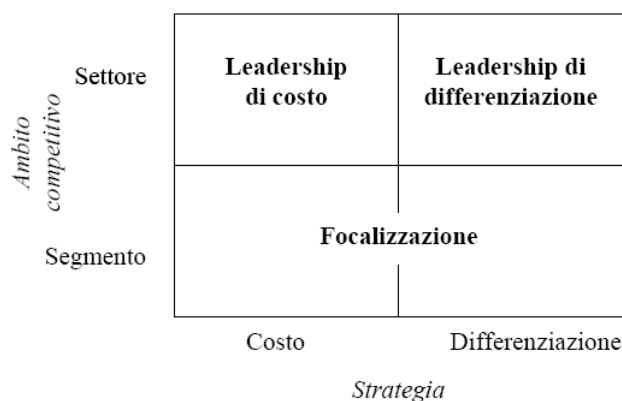 Settore
Leadership
di costo
Leadership di
differenziazione
Ambito
competitivo
Segmento
Focalizzazione
Costo
Differenziazione
Strategia